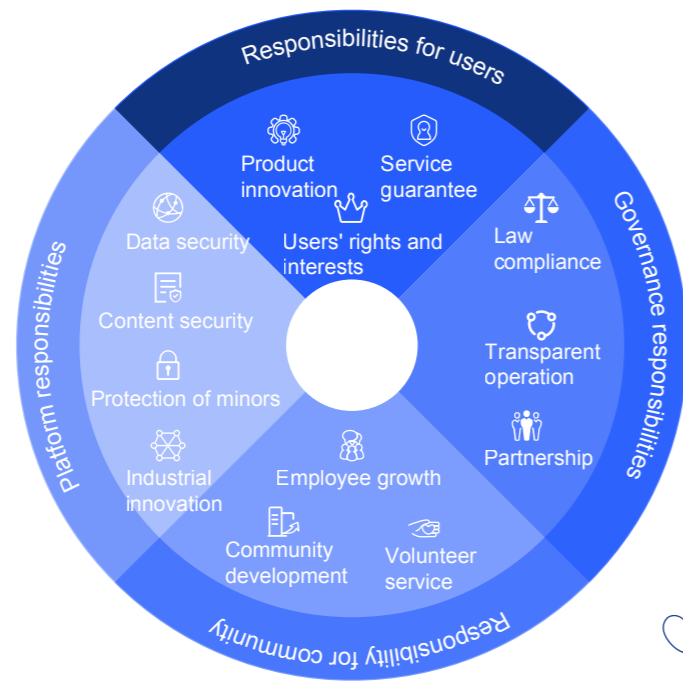 Responsibilities for users
Product
innovation
Service
guarantee
Users' rights and
interests
Governance responsibilities
Law
compliance
Transparent
operation
Partnership
Responsibility for community
Employee growth
Community
development
Volunteer
service
Platform responsibilities
Data security
Content security
Protection of minors
Industrial
innovation